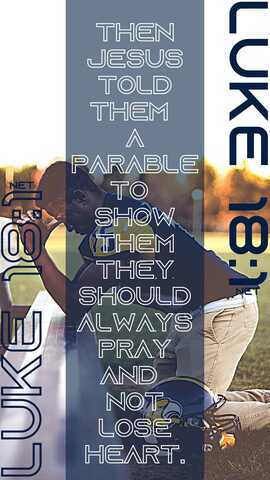 THEN
JESUS
TOLD
THEM
A
PARABLE
TO
SHOW
THEM
THEY
SHOULD
ALWAYS
PRAY
AND
NOT
LOSE
HEART.
LUKE 18:1
NET
LUKE 18:1
NET